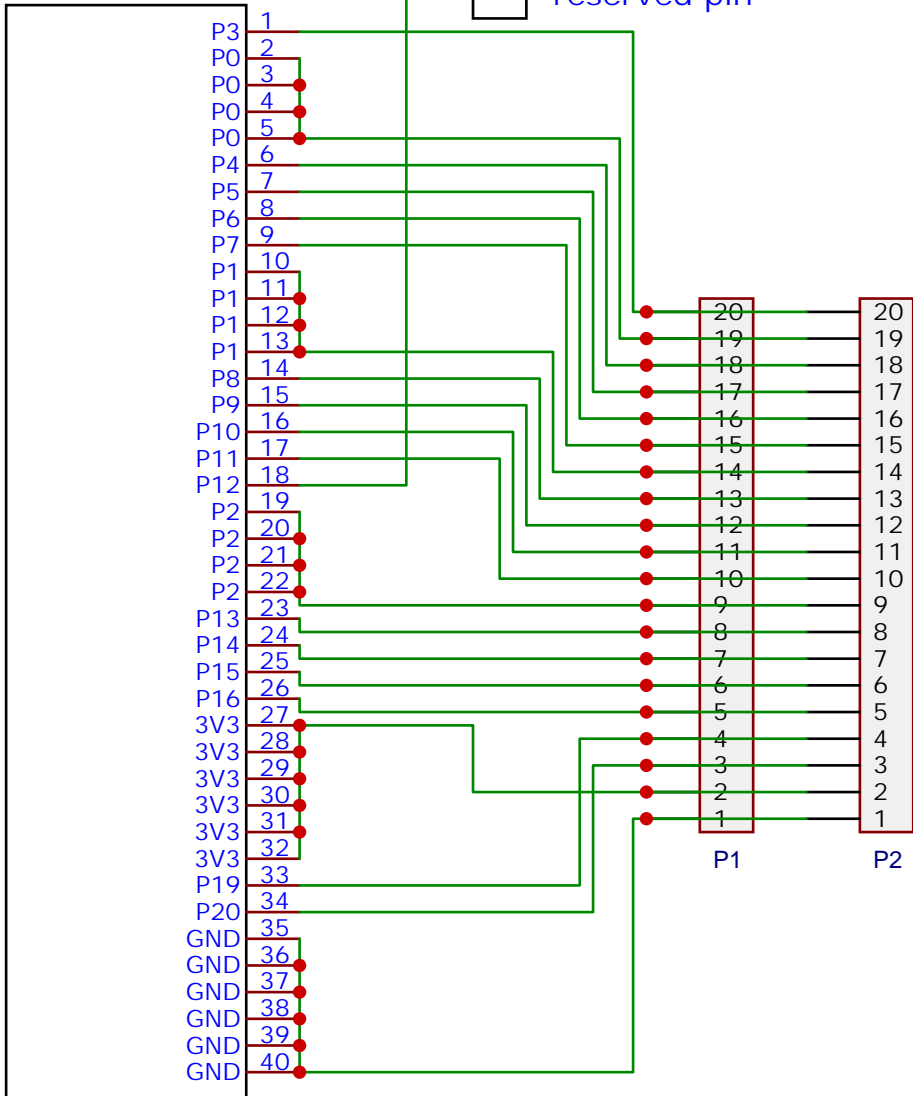 reserved pin
P3 1
P0 2
P0 3
P0 4
P0 5
P4 6
P5 7
P6 8
P7 9
P1 10
P1 11
P1 12
P1 13
P8 14
P9 15
P10 16
P11 17
P12 18
P2 19
P2 20
P2 21
P2 22
P13 23
P14 24
P15 25
P16 26
3V3 27
3V3 28
3V3 29
3V3 30
3V3 31
3V3 32
P19 33
P20 34
GND 35
GND 36
GND 37
GND 38
GND 39
GND 40
20 20
19 19
18 18
17 17
16 16
15 15
14 14
13 13
12 12
11 11
10 10
9 9
8 8
7 7
6 6
5 5
4 4
3 3
2 2
1 1
P1 P2